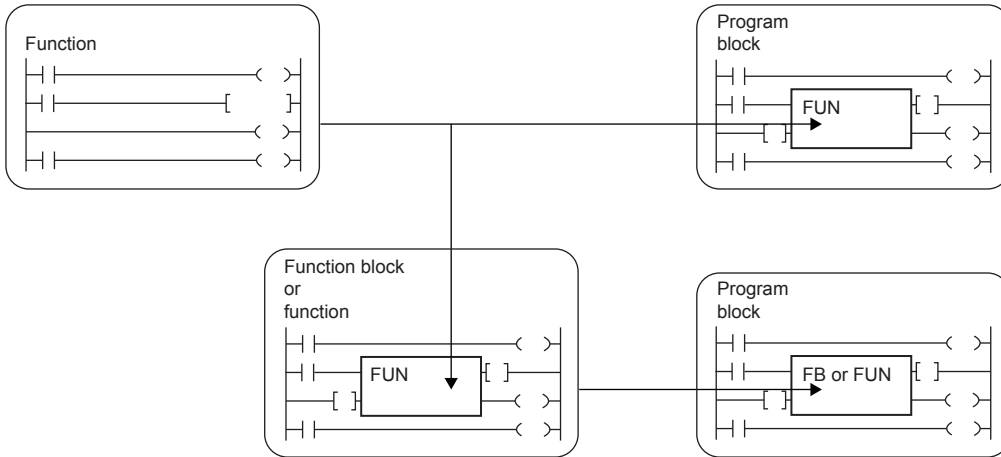 Function
Program
block
FUN
Function block
or
function
FUN
Program
block
FB or FUN